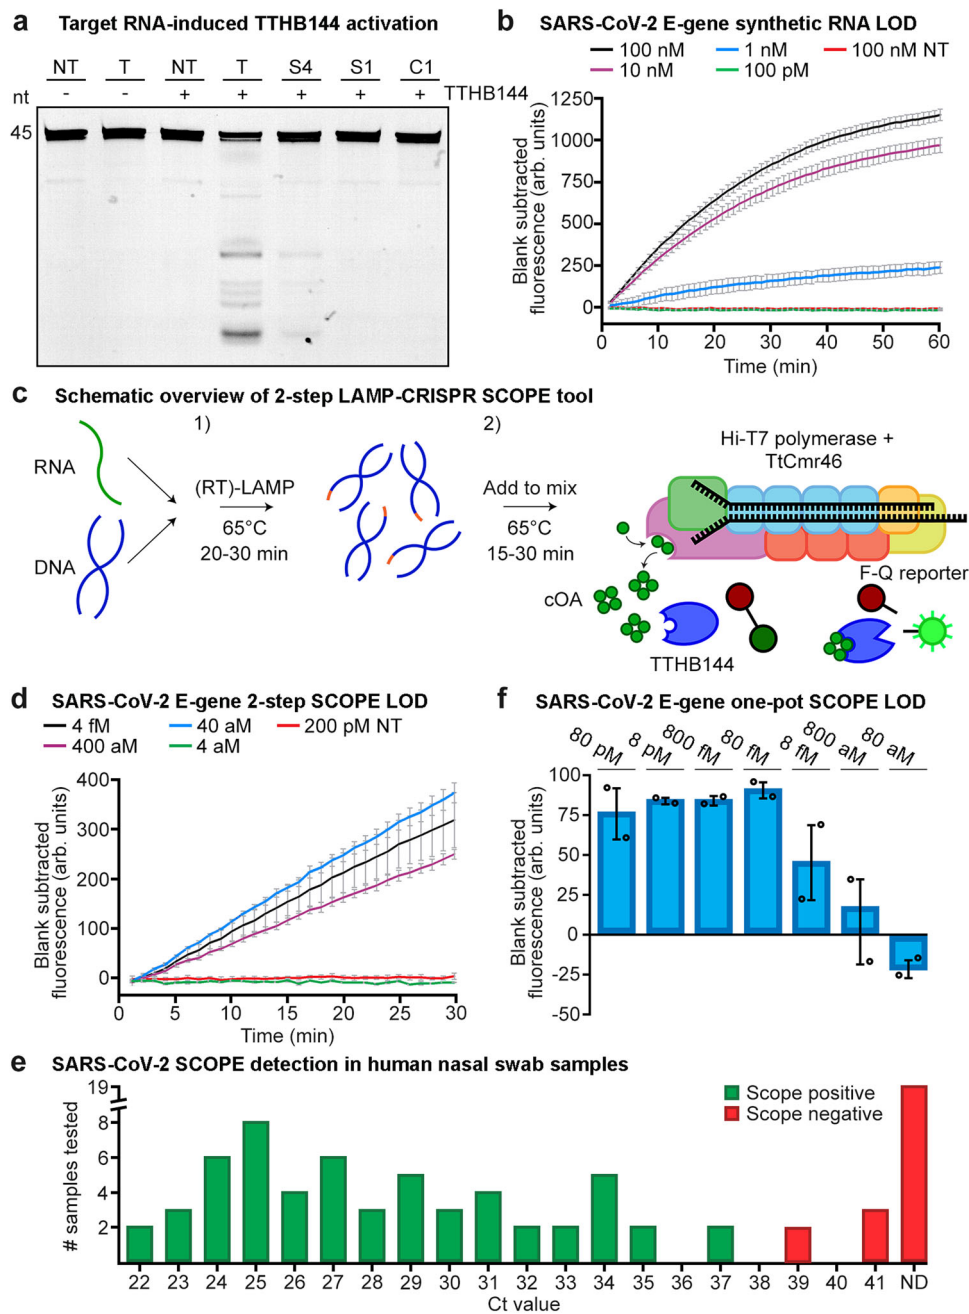 a Target RNA-induced TTHB144 activation
NT T NT T S4 S1 C1
nt - - + + + + + TTHB144
45
b SARS-CoV-2 E-gene synthetic RNA LOD
100 nM 1 nM 100 nM NT
10 nM 100 pM
Blank subtracted
fluorescence (arb. units)
1250
1000
750
500
250
0
0 10 20 30 40 50 60
Time (min)
c Schematic overview of 2-step LAMP-CRISPR SCOPE tool
1) 2)
RNA
DNA
(RT)-LAMP
65°C
20-30 min
Add to mix
65°C
15-30 min
Hi-T7 polymerase +
TtCmr46
cOA
TTHB144
F-Q reporter
d SARS-CoV-2 E-gene 2-step SCOPE LOD
4 fM 40 aM 200 pM NT
400 aM 4 aM
Blank subtracted
fluorescence (arb. units)
400
300
200
100
0
0 5 10 15 20 25 30
Time (min)
f SARS-CoV-2 E-gene one-pot SCOPE LOD
80 pM 8 pM 800 fM 80 fM 8 fM 800 aM 80 aM
Blank subtracted
fluorescence (arb. units)
100
75
50
25
0
-25
-50
e SARS-CoV-2 SCOPE detection in human nasal swab samples
# samples tested
19
8
6
4
2
Scope positive
Scope negative
22 23 24 25 26 27 28 29 30 31 32 33 34 35 36 37 38 39 40 41 ND
Ct value